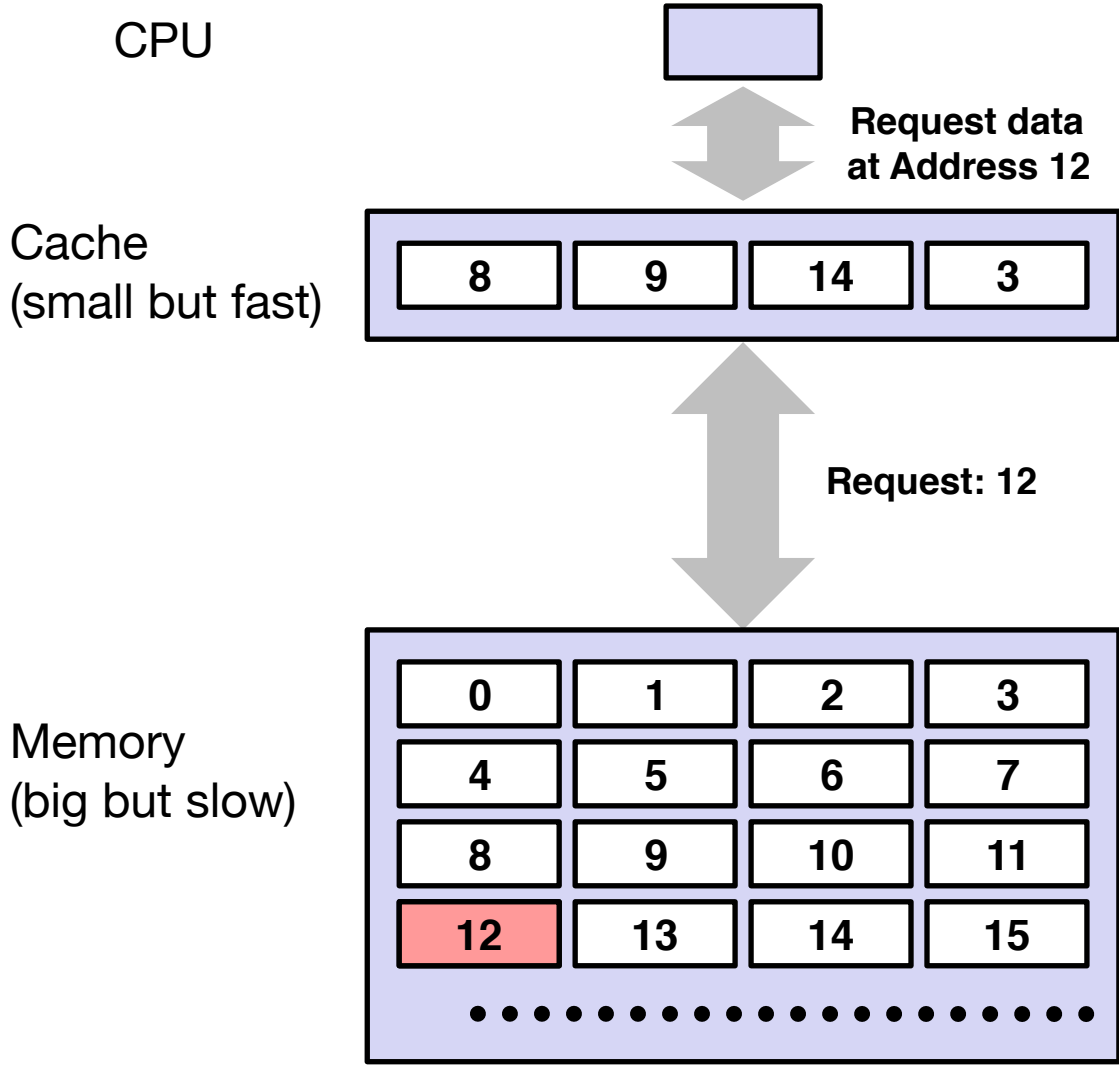 CPU
Request data
at Address 12
Cache
(small but fast)
8 9 14 3
Request: 12
Memory
(big but slow)
0 1 2 3
4 5 6 7
8 9 10 11
12 13 14 15